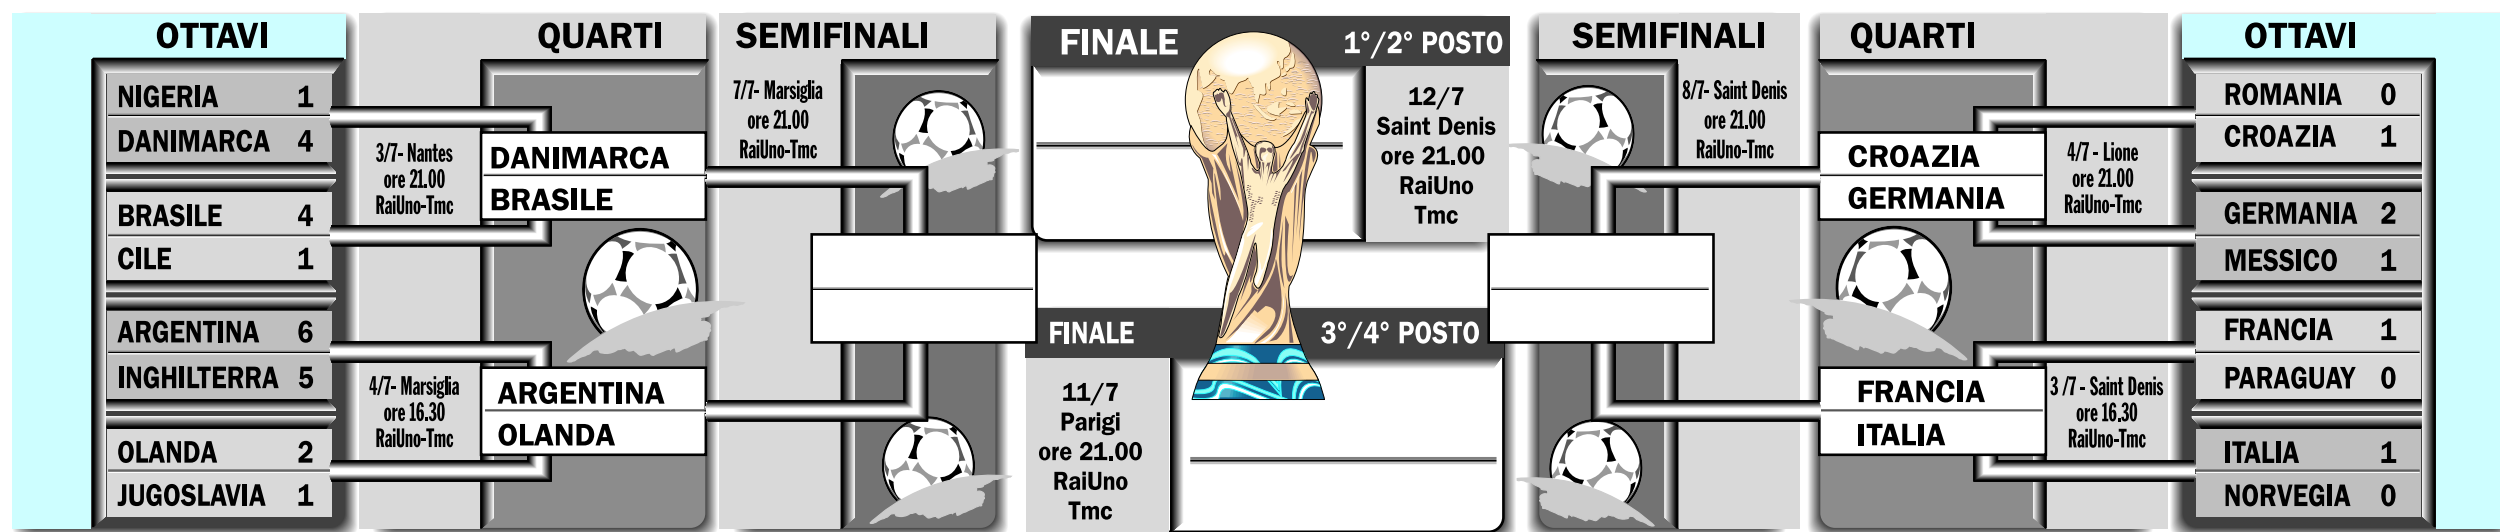 OTTAVI
NIGERIA 1
DANIMARCA 4
BRASILE 4
CILE 1
ARGENTINA 6
INGHILTERRA 5
OLANDA 2
JUGOSLAVIA 1
QUARTI
3/7- Nantes
ore 21.00
RaiUno-Tmc
DANIMARCA
BRASILE
4/7- Marsiglia
ore 16.30
RaiUno-Tmc
ARGENTINA
OLANDA
SEMIFINALI
7/7- Marsiglia
ore 21.00
RaiUno-Tmc
FINALE 1°/2° POSTO
12/7
Saint Denis
ore 21.00
RaiUno
Tmc
FINALE 3°/4° POSTO
11/7
Parigi
ore 21.00
RaiUno
Tmc
SEMIFINALI
8/7- Saint Denis
ore 21.00
RaiUno-Tmc
QUARTI
CROAZIA
GERMANIA
4/7 - Lione
ore 21.00
RaiUno-Tmc
FRANCIA
ITALIA
3 /7 - Saint Denis
ore 16.30
RaiUno-Tmc
OTTAVI
ROMANIA 0
CROAZIA 1
GERMANIA 2
MESSICO 1
FRANCIA 1
PARAGUAY 0
ITALIA 1
NORVEGIA 0